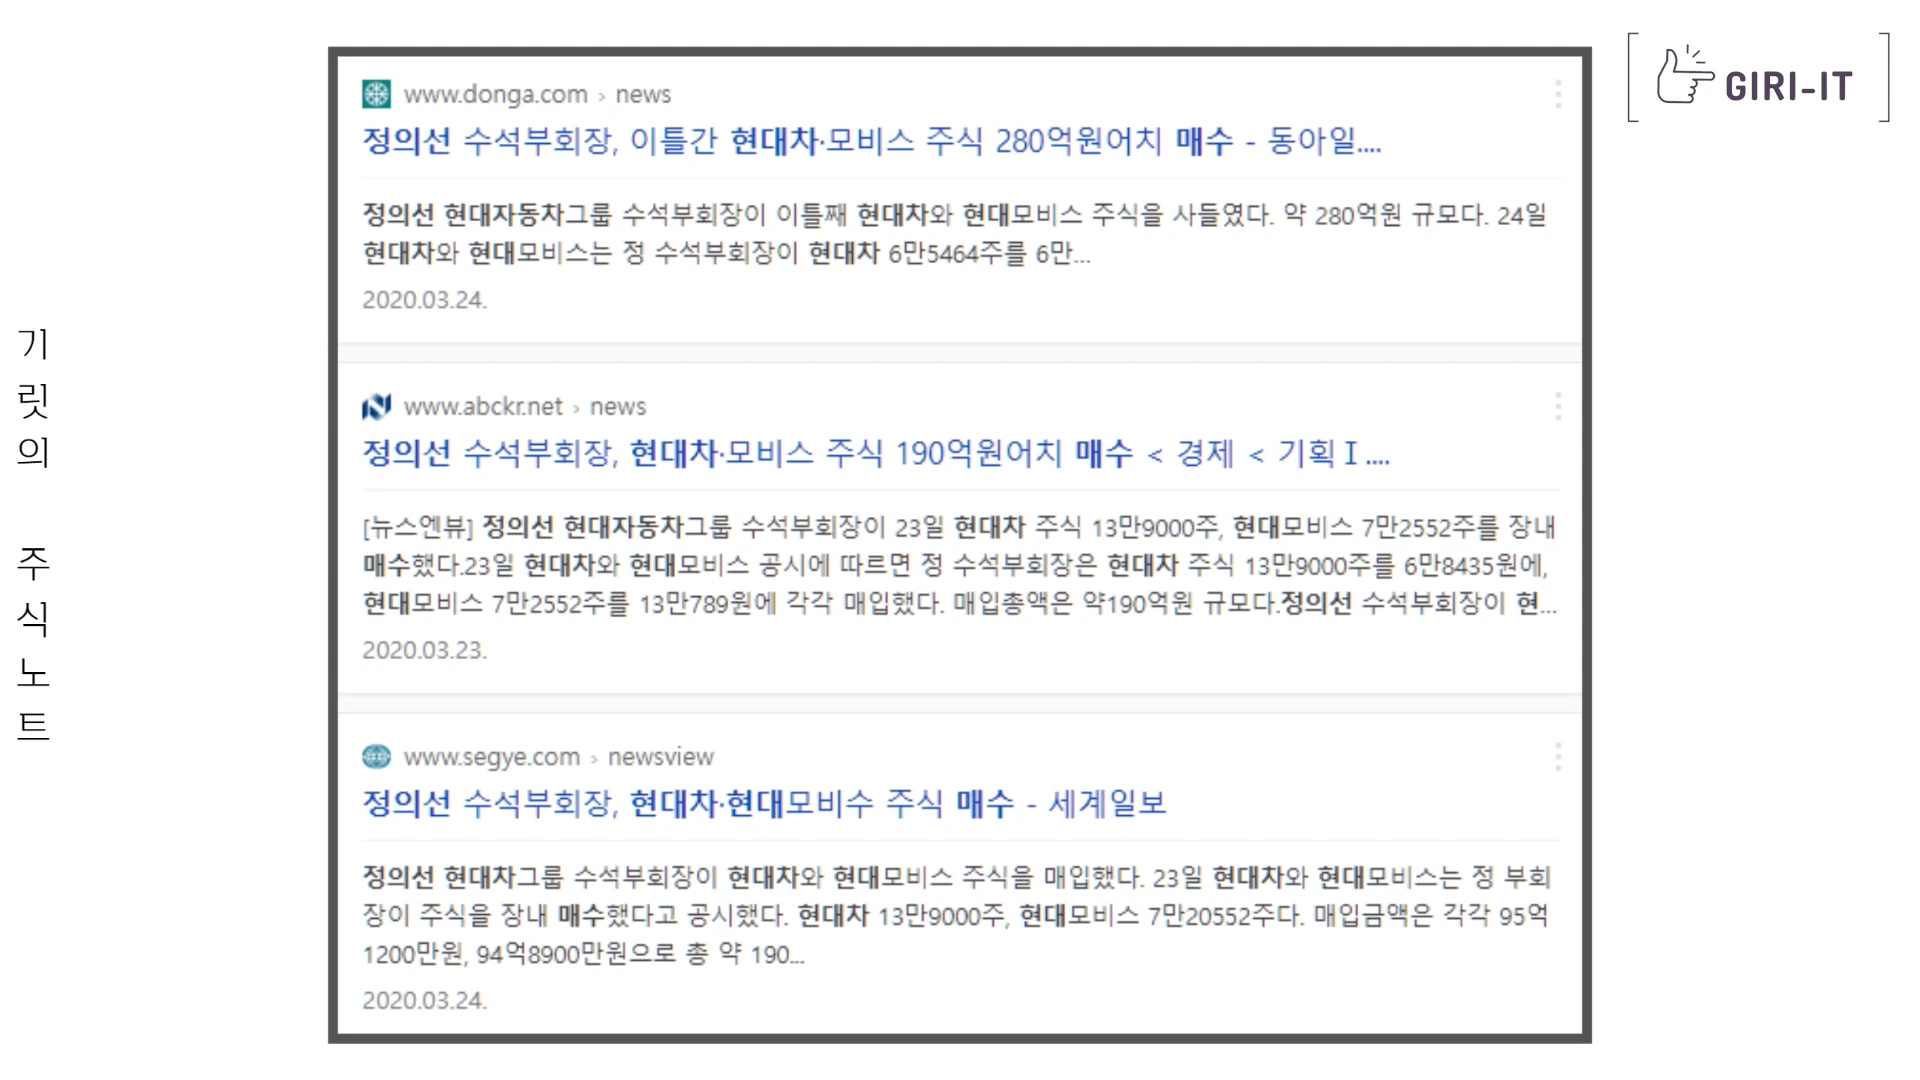 www.donga.com › news
정의선 수석부회장, 이틀간 현대차·모비스 주식 280억원어치 매수 - 동아일....
정의선 현대자동차그룹 수석부회장이 이틀째 현대차와 현대모비스 주식을 사들였다. 약 280억원 규모다. 24일
현대차와 현대모비스는 정 수석부회장이 현대차 6만5464주를 6만...
2020.03.24.
www.abckr.net › news
정의선 수석부회장, 현대차·모비스 주식 190억원어치 매수 < 경제 < 기획Ⅰ....
[뉴스엔뷰] 정의선 현대자동차그룹 수석부회장이 23일 현대차 주식 13만9000주, 현대모비스 7만2552주를 장내
매수했다.23일 현대차와 현대모비스 공시에 따르면 정 수석부회장은 현대차 주식 13만9000주를 6만8435원에,
현대모비스 7만2552주를 13만789원에 각각 매입했다. 매입총액은 약190억원 규모다.정의선 수석부회장이 현...
2020.03.23.
www.segye.com › newsview
정의선 수석부회장, 현대차·현대모비수 주식 매수 - 세계일보
정의선 현대차그룹 수석부회장이 현대차와 현대모비스 주식을 매입했다. 23일 현대차와 현대모비스는 정 부회
장이 주식을 장내 매수했다고 공시했다. 현대차 13만9000주, 현대모비스 7만20552주다. 매입금액은 각각 95억
1200만원, 94억8900만원으로 총 약 190...
2020.03.24.
GIRI-IT
기릿의 주식노트